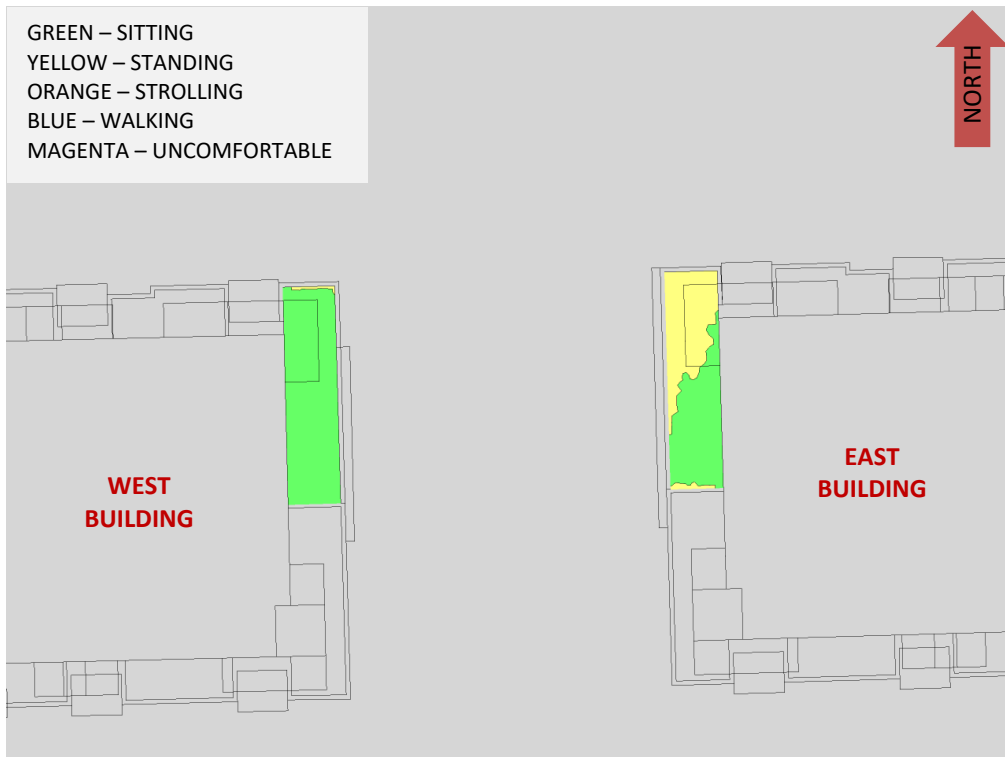 GREEN – SITTING
YELLOW – STANDING
ORANGE – STROLLING
BLUE – WALKING
MAGENTA – UNCOMFORTABLE
NORTH
WEST
BUILDING
EAST
BUILDING